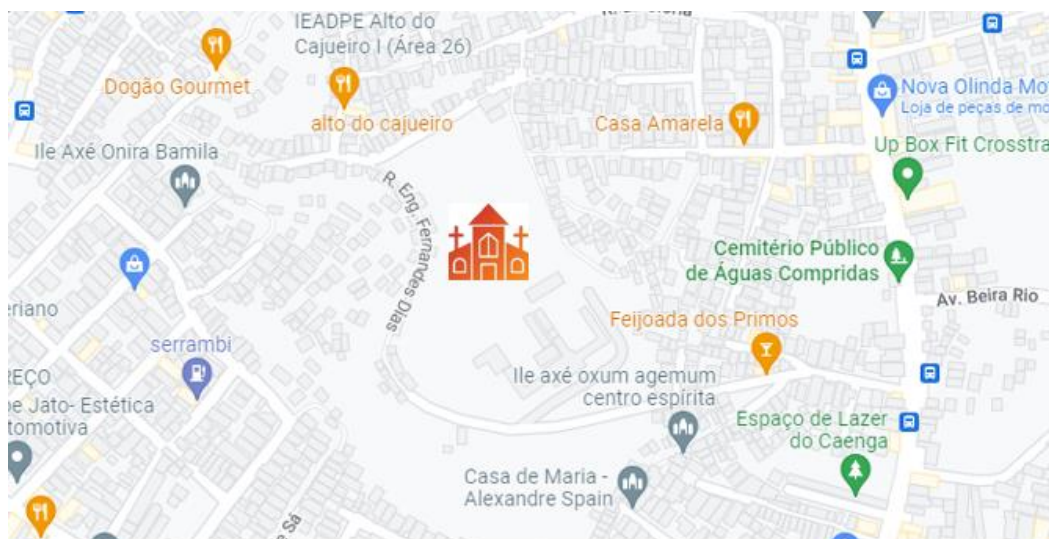 IEADPE Alto do
Cajueiro I (Área 26)
Dogão Gourmet
alto do cajueiro
Casa Amarela
Nova Olinda Mo
Loja de peças de mo
Up Box Fit Crosstra
Ile Axé Onira Bamila
R. Eng. Fernandes Dias
Cemitério Público
de Águas Compridas
Av. Beira Rio
eriano
Feijoada dos Primos
serrambi
Ile axé oxum agemum
centro espírita
REÇO
pe Jato- Estética
tomotiva
Espaço de Lazer
do Caenga
Casa de Maria -
Alexandre Spain
Sá